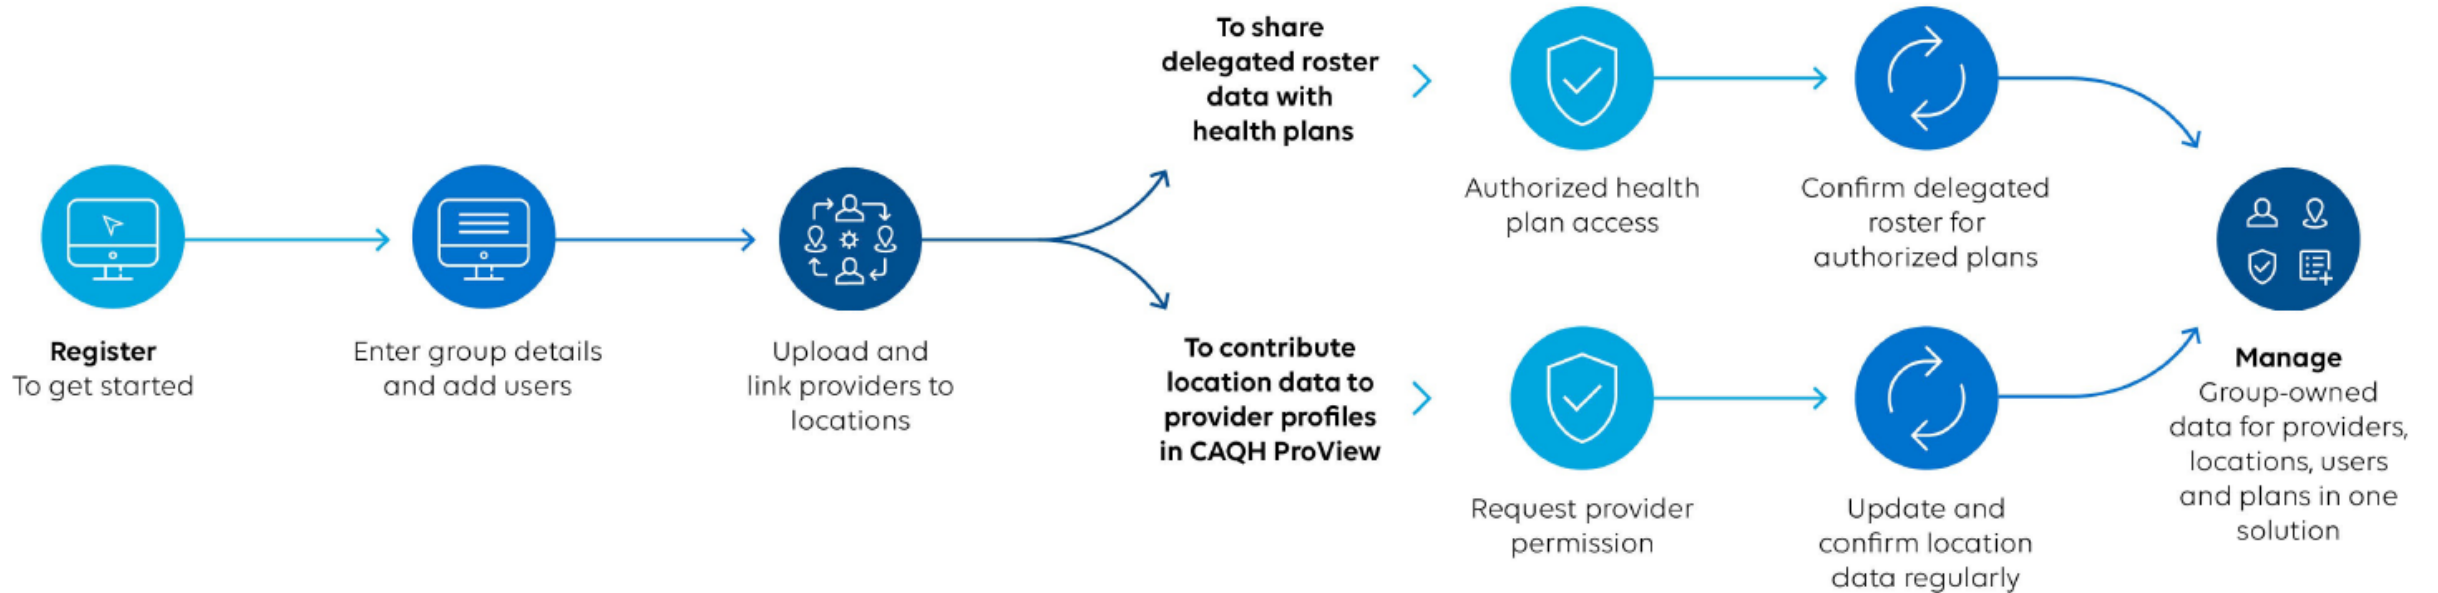 Register
To get started
Enter group details
and add users
Upload and
link providers to
locations
To share
delegated roster
data with
health plans
Authorized health
plan access
Confirm delegated
roster for
authorized plans
To contribute
location data to
provider profiles
in CAQH ProView
Request provider
permission
Update and
confirm location
data regularly
Manage
Group-owned
data for providers,
locations, users
and plans in one
solution